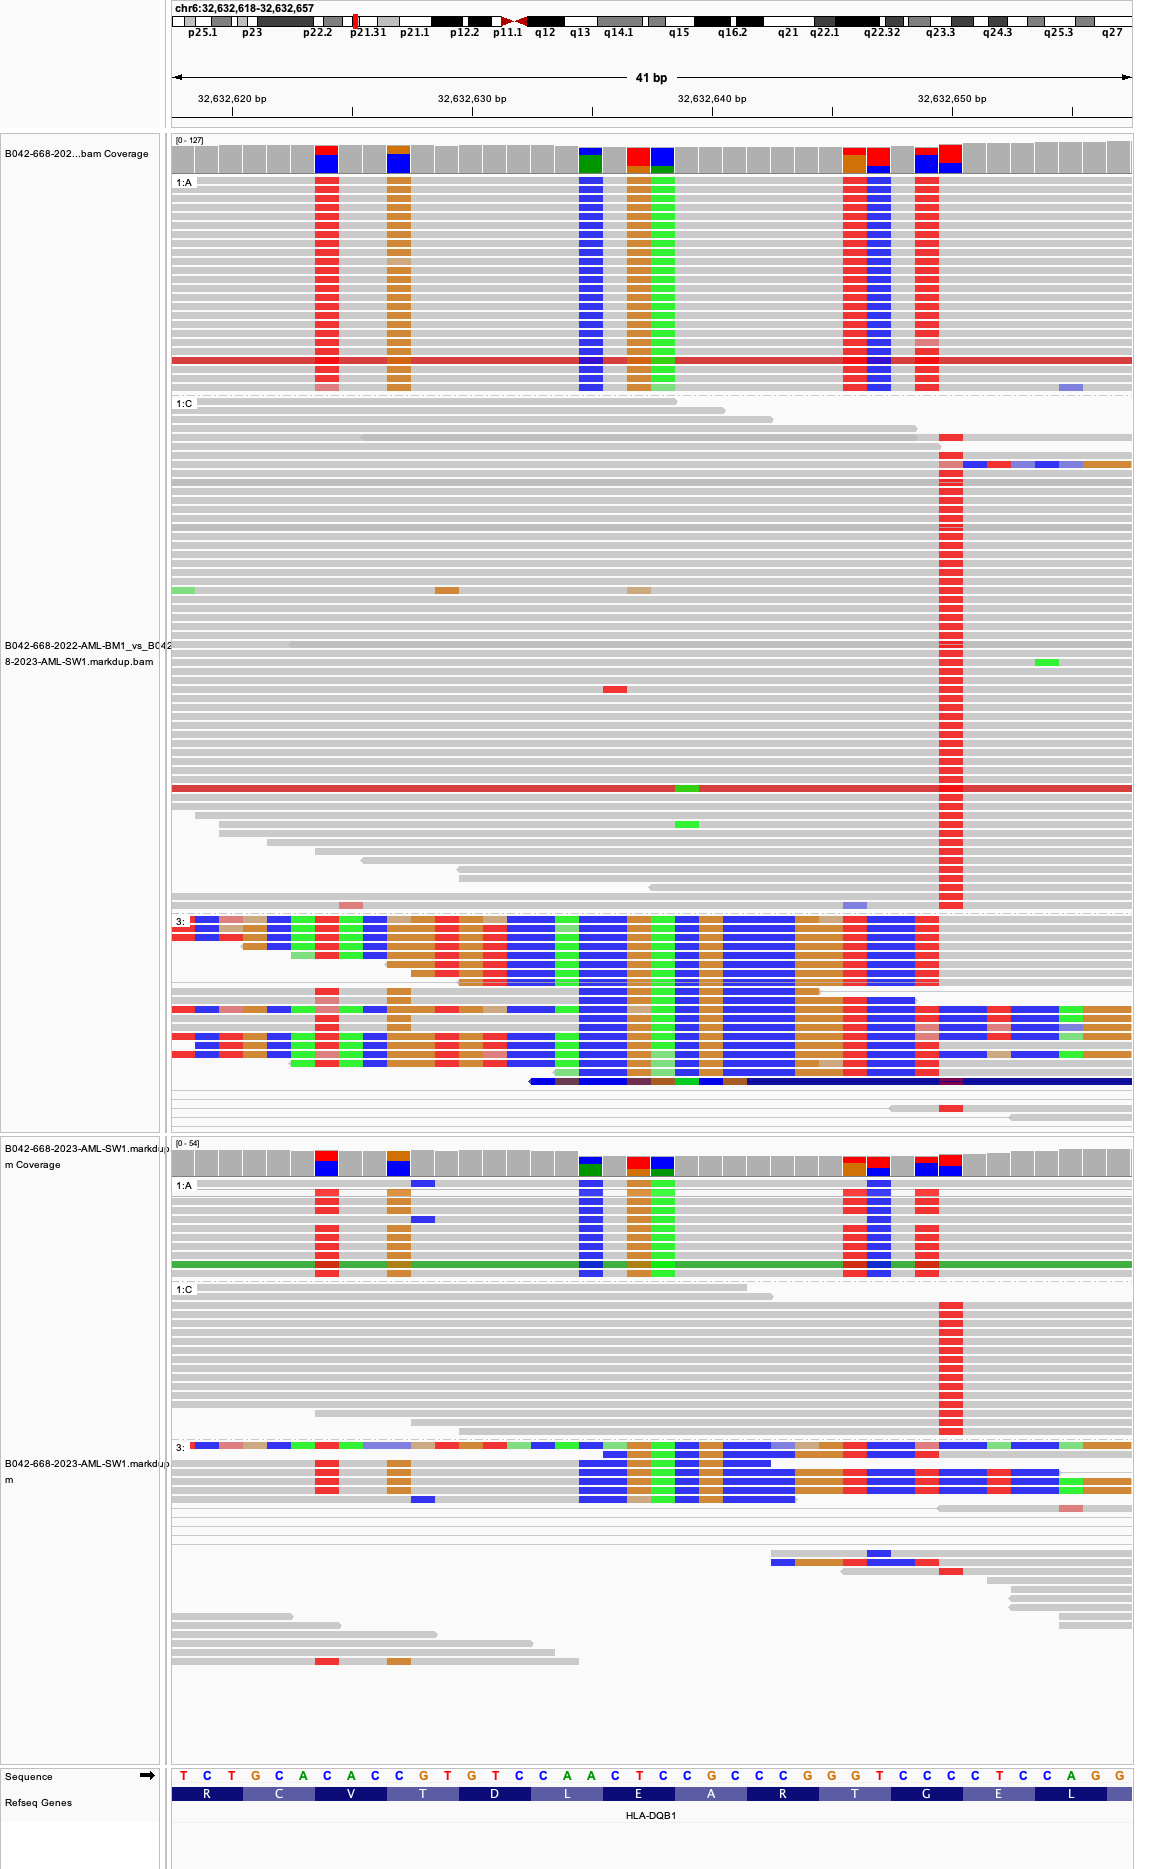 chr6:32,632,618-32,632,657
p25.1 p23 p22.2 p21.31 p21.1 p12.2 p11.1 q12 q13 q14.1 q15 q16.2 q21 q22.1 q22.32 q23.3 q24.3 q25.3 q27
41 bp
32,632,620 bp 32,632,630 bp 32,632,640 bp 32,632,650 bp
[0 - 127]
B042-668-202...bam Coverage
1:A
1:C
B042-668-2022-AML-BM1_vs_B042
8-2023-AML-SW1.markdup.bam
3:
[0 - 54]
B042-668-2023-AML-SW1.markdup
m Coverage
1:A
1:C
3:
B042-668-2023-AML-SW1.markdup
m
Sequence T C T G C A C A C C G T G T C C A A C T C C G C C C G G G T C C C C T C C A G G
R C V T D L E A R T G E L
Refseq Genes
HLA-DQB1